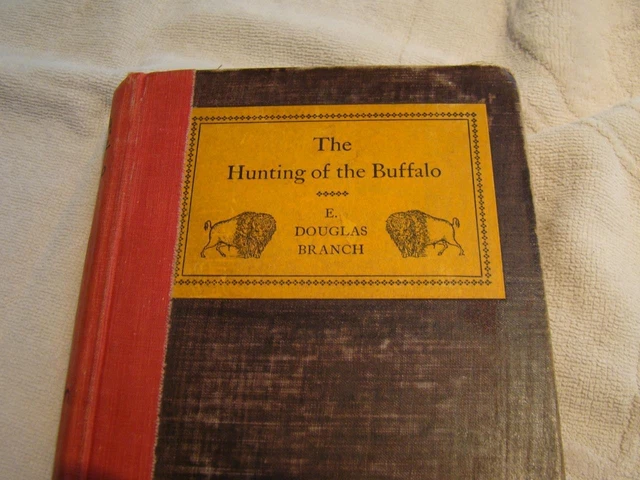 The
Hunting of the Buffalo
E.
DOUGLAS
BRANCH